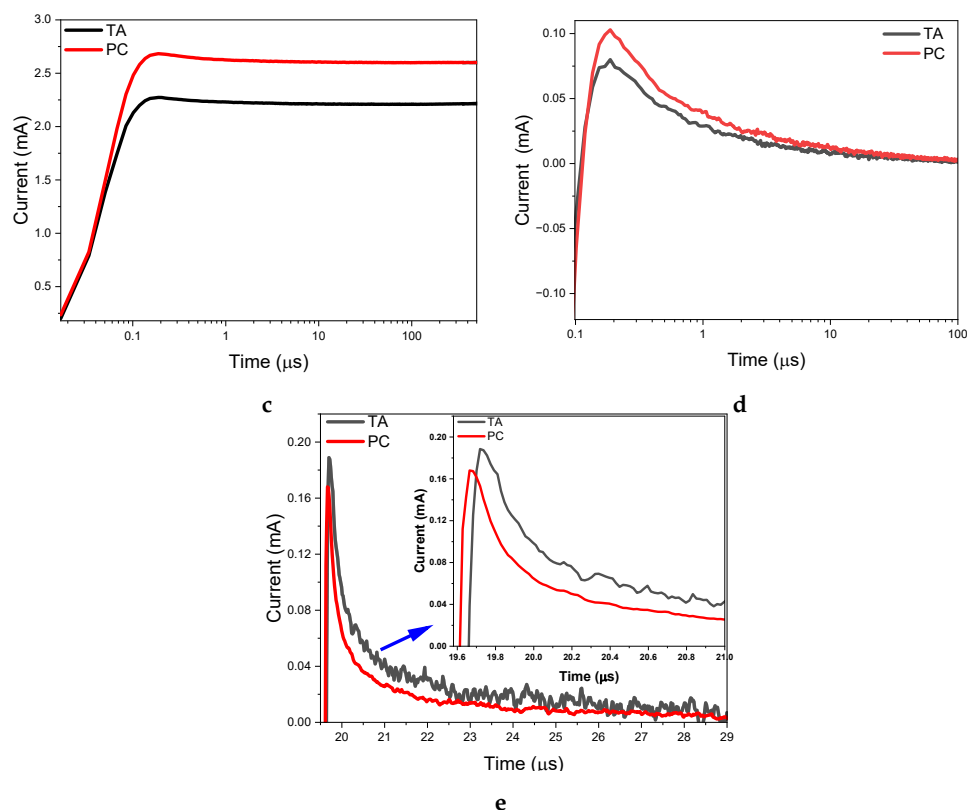 3.0
2.5
2.0
1.5
1.0
0.5
TA
PC
Current (mA)
0.1
1
10
100
Time (μs)
c
0.10
0.05
0.00
−0.05
−0.10
TA
PC
Current (mA)
0.1
1
10
100
Time (μs)
d
0.20
0.16
0.12
0.08
0.04
0.00
TA
PC
Current (mA)
20
21
22
23
24
25
26
27
28
29
Time (μs)
0.20
0.16
0.12
0.08
0.04
0.00
TA
PC
Current (mA)
19.6
19.8
20.0
20.2
20.4
20.6
20.8
21.0
Time (μs)
e